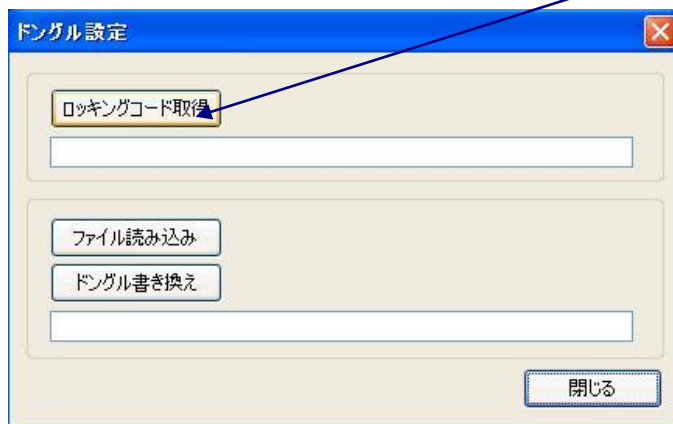 ドングル設定
ロッキングコード取得
ファイル読み込み
ドングル書き換え
閉じる